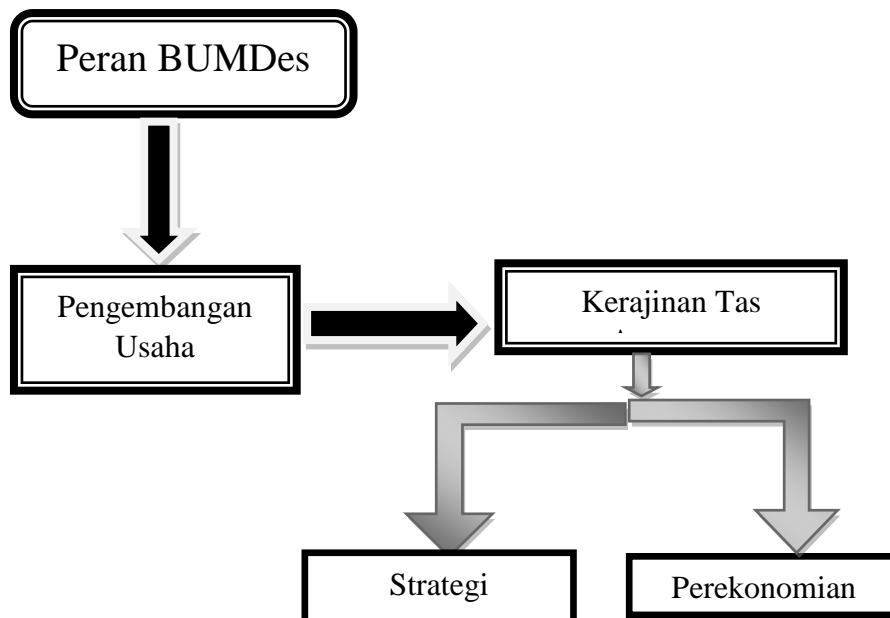 Peran BUMDes
Pengembangan
Usaha
Kerajinan Tas
Strategi
Perekonomian